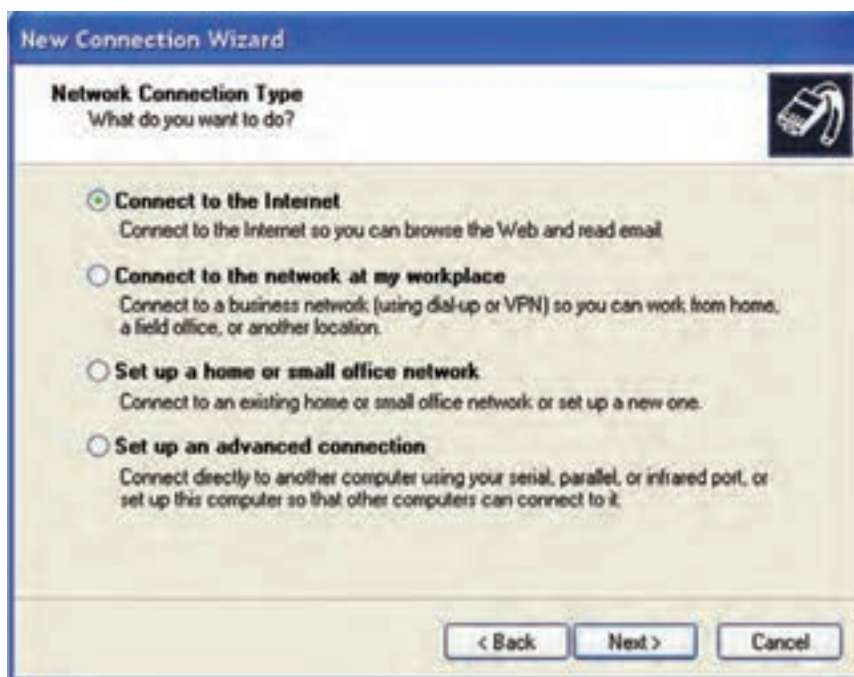 New Connection Wizard
Network Connection Type
What do you want to do?
Connect to the Internet
Connect to the Internet so you can browse the Web and read email.
Connect to the network at my workplace
Connect to a business network (using dial-up or VPN) so you can work from home,
a field office, or another location.
Set up a home or small office network
Connect to an existing home or small office network or set up a new one.
Set up an advanced connection
Connect directly to another computer using your serial, parallel, or infrared port, or
set up this computer so that other computers can connect to it.
< Back
Next >
Cancel